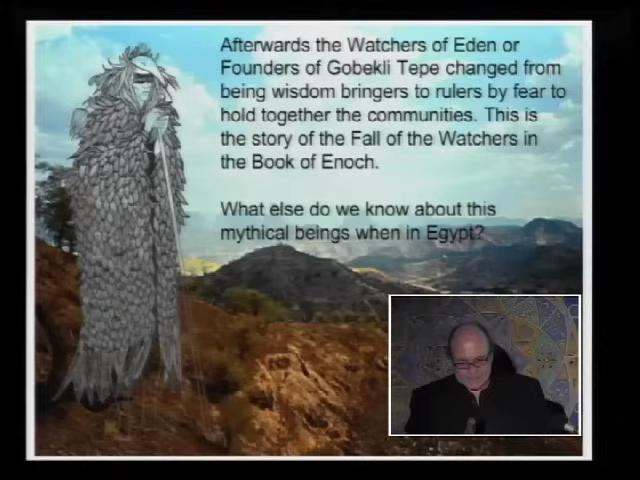 Afterwards the Watchers of Eden or
Founders of Gobekli Tepe changed from
being wisdom bringers to rulers by fear to
hold together the communities. This is
the story of the Fall of the Watchers in
the Book of Enoch.
What else do we know about this
mythical beings when in Egypt?